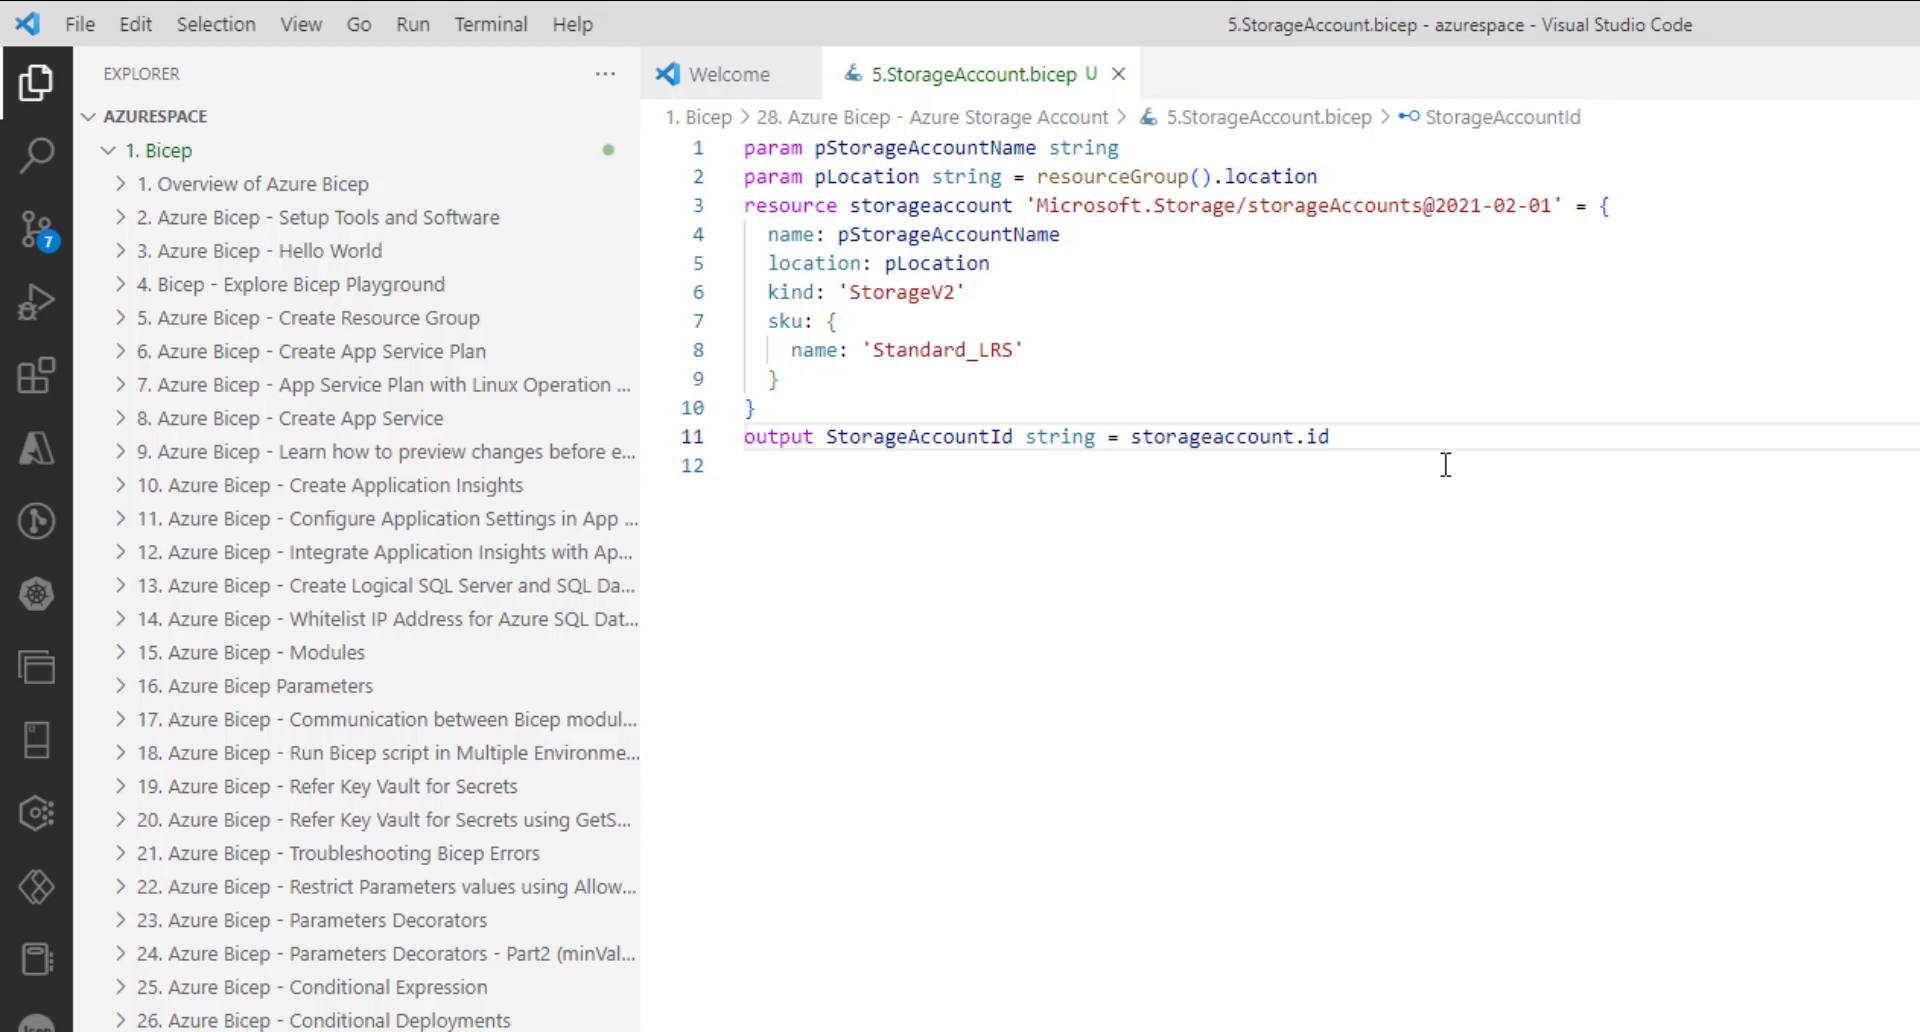 File Edit Selection View Go Run Terminal Help
5.StorageAccount.bicep - azurespace - Visual Studio Code
EXPLORER ···
AZURESPACE
1. Bicep
1. Overview of Azure Bicep
2. Azure Bicep - Setup Tools and Software
3. Azure Bicep - Hello World
4. Bicep - Explore Bicep Playground
5. Azure Bicep - Create Resource Group
6. Azure Bicep - Create App Service Plan
7. Azure Bicep - App Service Plan with Linux Operation ...
8. Azure Bicep - Create App Service
9. Azure Bicep - Learn how to preview changes before e...
10. Azure Bicep - Create Application Insights
11. Azure Bicep - Configure Application Settings in App ...
12. Azure Bicep - Integrate Application Insights with Ap...
13. Azure Bicep - Create Logical SQL Server and SQL Da...
14. Azure Bicep - Whitelist IP Address for Azure SQL Dat...
15. Azure Bicep - Modules
16. Azure Bicep Parameters
17. Azure Bicep - Communication between Bicep modul...
18. Azure Bicep - Run Bicep script in Multiple Environme...
19. Azure Bicep - Refer Key Vault for Secrets
20. Azure Bicep - Refer Key Vault for Secrets using GetS...
21. Azure Bicep - Troubleshooting Bicep Errors
22. Azure Bicep - Restrict Parameters values using Allow...
23. Azure Bicep - Parameters Decorators
24. Azure Bicep - Parameters Decorators - Part2 (minVal...
25. Azure Bicep - Conditional Expression
26. Azure Bicep - Conditional Deployments
7
Welcome
5.StorageAccount.bicep U
1. Bicep > 28. Azure Bicep - Azure Storage Account > 5.StorageAccount.bicep > StorageAccountId
1 param pStorageAccountName string
2 param pLocation string = resourceGroup().location
3 resource storageaccount 'Microsoft.Storage/storageAccounts@2021-02-01' = {
4 name: pStorageAccountName
5 location: pLocation
6 kind: 'StorageV2'
7 sku: {
8 name: 'Standard_LRS'
9 }
10 }
11 output StorageAccountId string = storageaccount.id
12